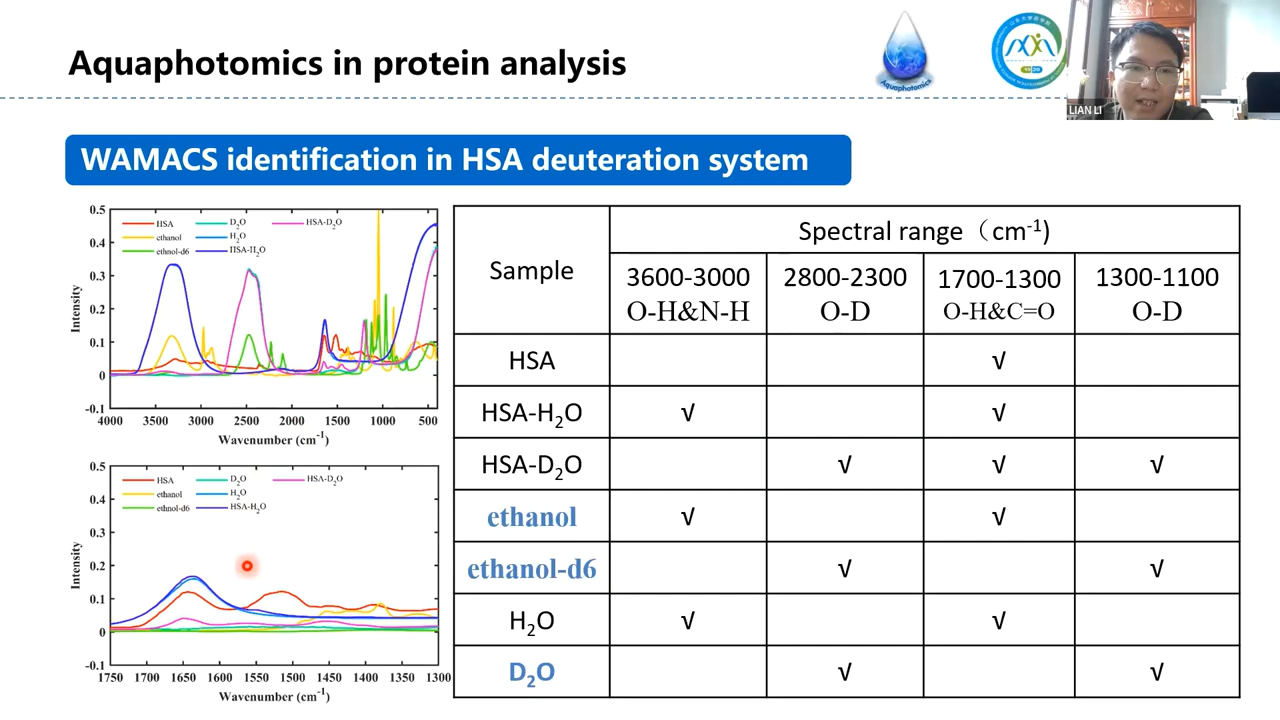 Aquaphotomics in protein analysis
Aquaphotomics
LIAN LI
WAMACS identification in HSA deuteration system
0.5
0.4
0.3
0.2
0.1
0
-0.1
Intensity
HSA
ethanol
ethnol-d6
D2O
H2O
HSA-H2O
HSA-D2O
4000 3500 3000 2500 2000 1500 1000 500
Wavenumber (cm-1)
0.5
0.4
0.3
0.2
0.1
0
-0.1
Intensity
HSA
ethanol
ethnol-d6
D2O
H2O
HSA-H2O
HSA-D2O
1750 1700 1650 1600 1550 1500 1450 1400 1350 1300
Wavenumber (cm-1)
Sample
Spectral range（cm-1)
3600-3000 2800-2300 1700-1300 1300-1100
O-H&N-H O-D O-H&C=O O-D
HSA √
HSA-H2O √ √
HSA-D2O √ √ √
ethanol √ √
ethanol-d6 √ √
H2O √ √
D2O √ √